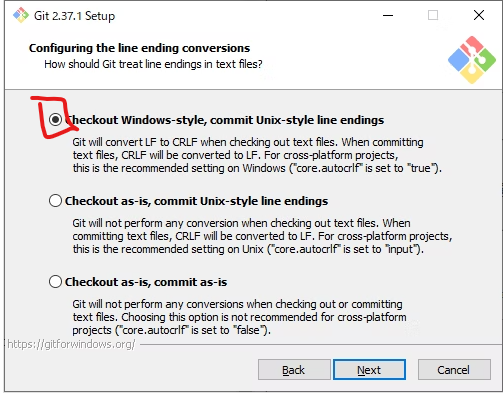 Git 2.37.1 Setup
Configuring the line ending conversions
How should Git treat line endings in text files?
Checkout Windows-style, commit Unix-style line endings
Git will convert LF to CRLF when checking out text files. When committing
text files, CRLF will be converted to LF. For cross-platform projects,
this is the recommended setting on Windows ("core.autocrlf" is set to "true").
Checkout as-is, commit Unix-style line endings
Git will not perform any conversion when checking out text files. When
committing text files, CRLF will be converted to LF. For cross-platform projects,
this is the recommended setting on Unix ("core.autocrlf" is set to "input").
Checkout as-is, commit as-is
Git will not perform any conversions when checking out or committing
text files. Choosing this option is not recommended for cross-platform
projects ("core.autocrlf" is set to "false").
https://gitforwindows.org/
Back
Next
Cancel